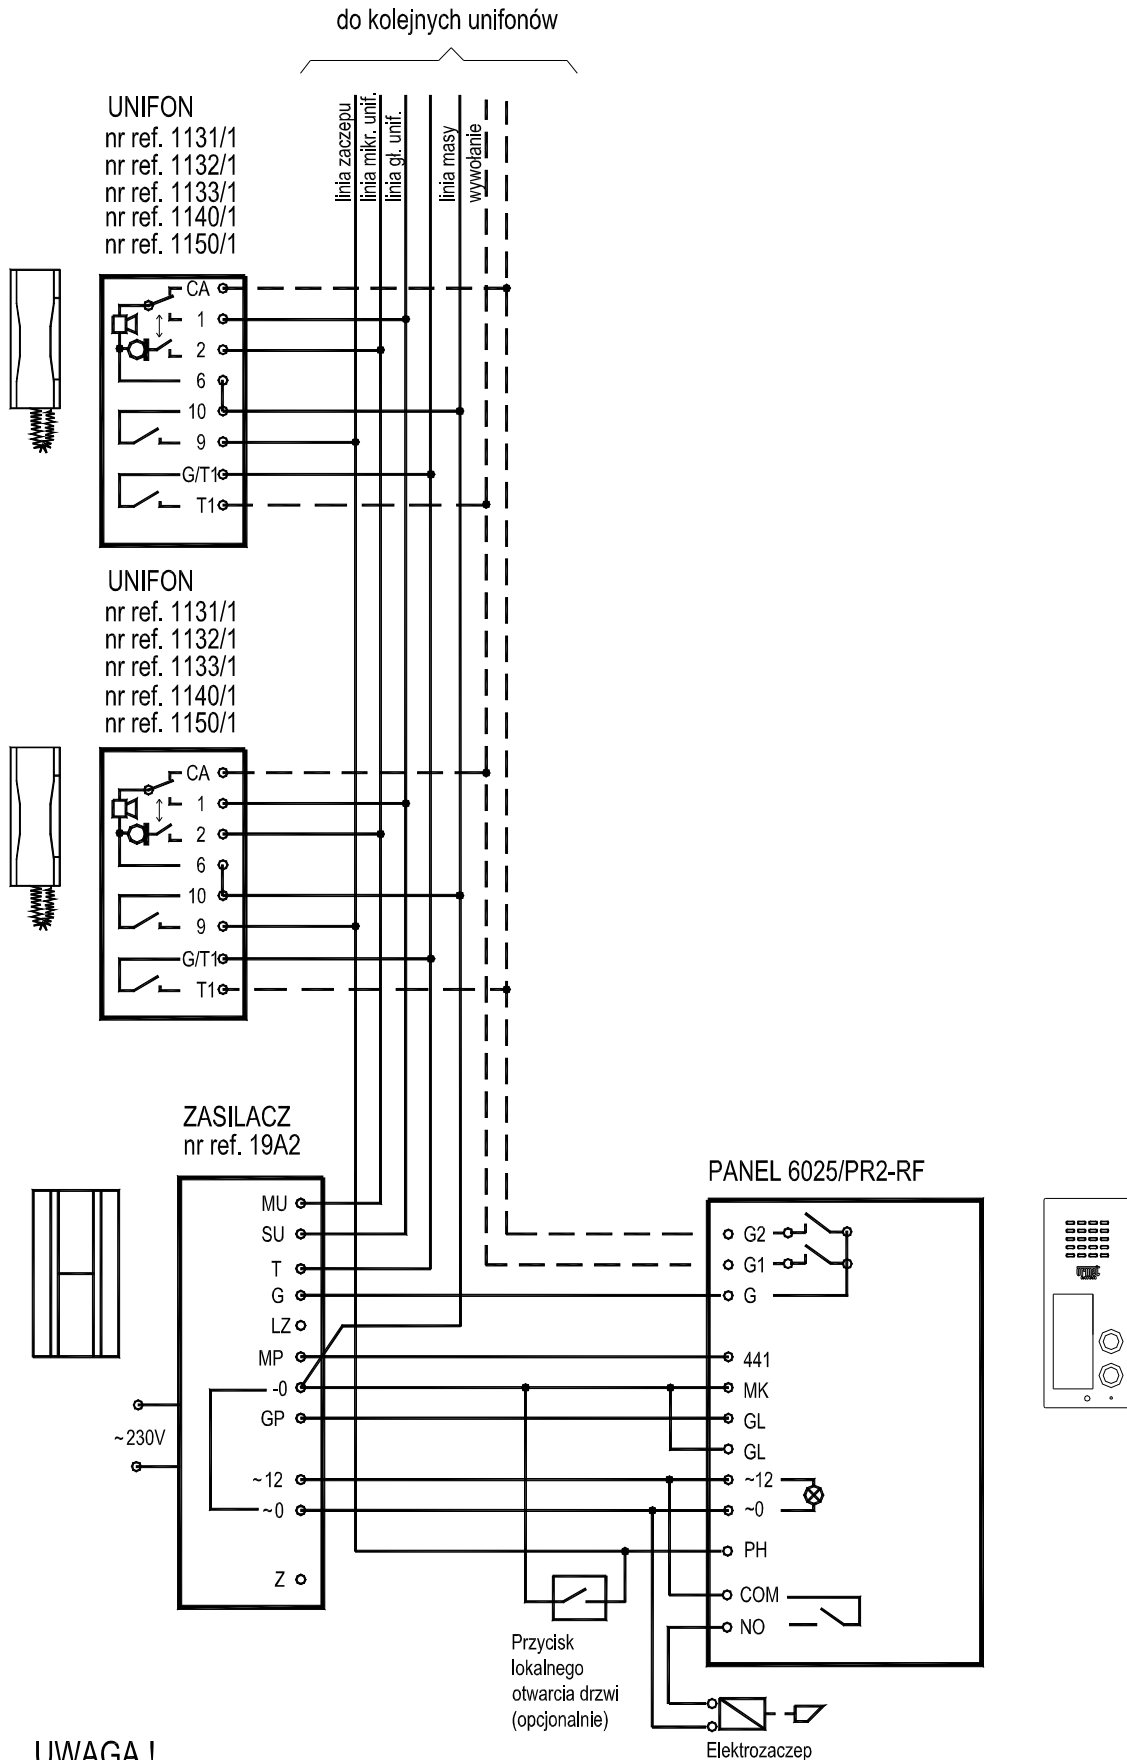 do kolejnych unifonów
linia zaczepu
linia mikr. unif.
linia gł. unif.
linia masy
wywołanie
UNIFON
nr ref. 1131/1
nr ref. 1132/1
nr ref. 1133/1
nr ref. 1140/1
nr ref. 1150/1
CA
1
2
6
10
9
G/T1
T1
UNIFON
nr ref. 1131/1
nr ref. 1132/1
nr ref. 1133/1
nr ref. 1140/1
nr ref. 1150/1
CA
1
2
6
10
9
G/T1
T1
ZASILACZ
nr ref. 19A2
MU
SU
T
G
LZ
MP
-0
GP
~12
~0
Z
~230V
PANEL 6025/PR2-RF
G2
G1
G
441
MK
GL
GL
~12
~0
PH
COM
NO
urmet
Przycisk
lokalnego
otwarcia drzwi
(opcjonalnie)
Elektrozaczep
UWAGA !